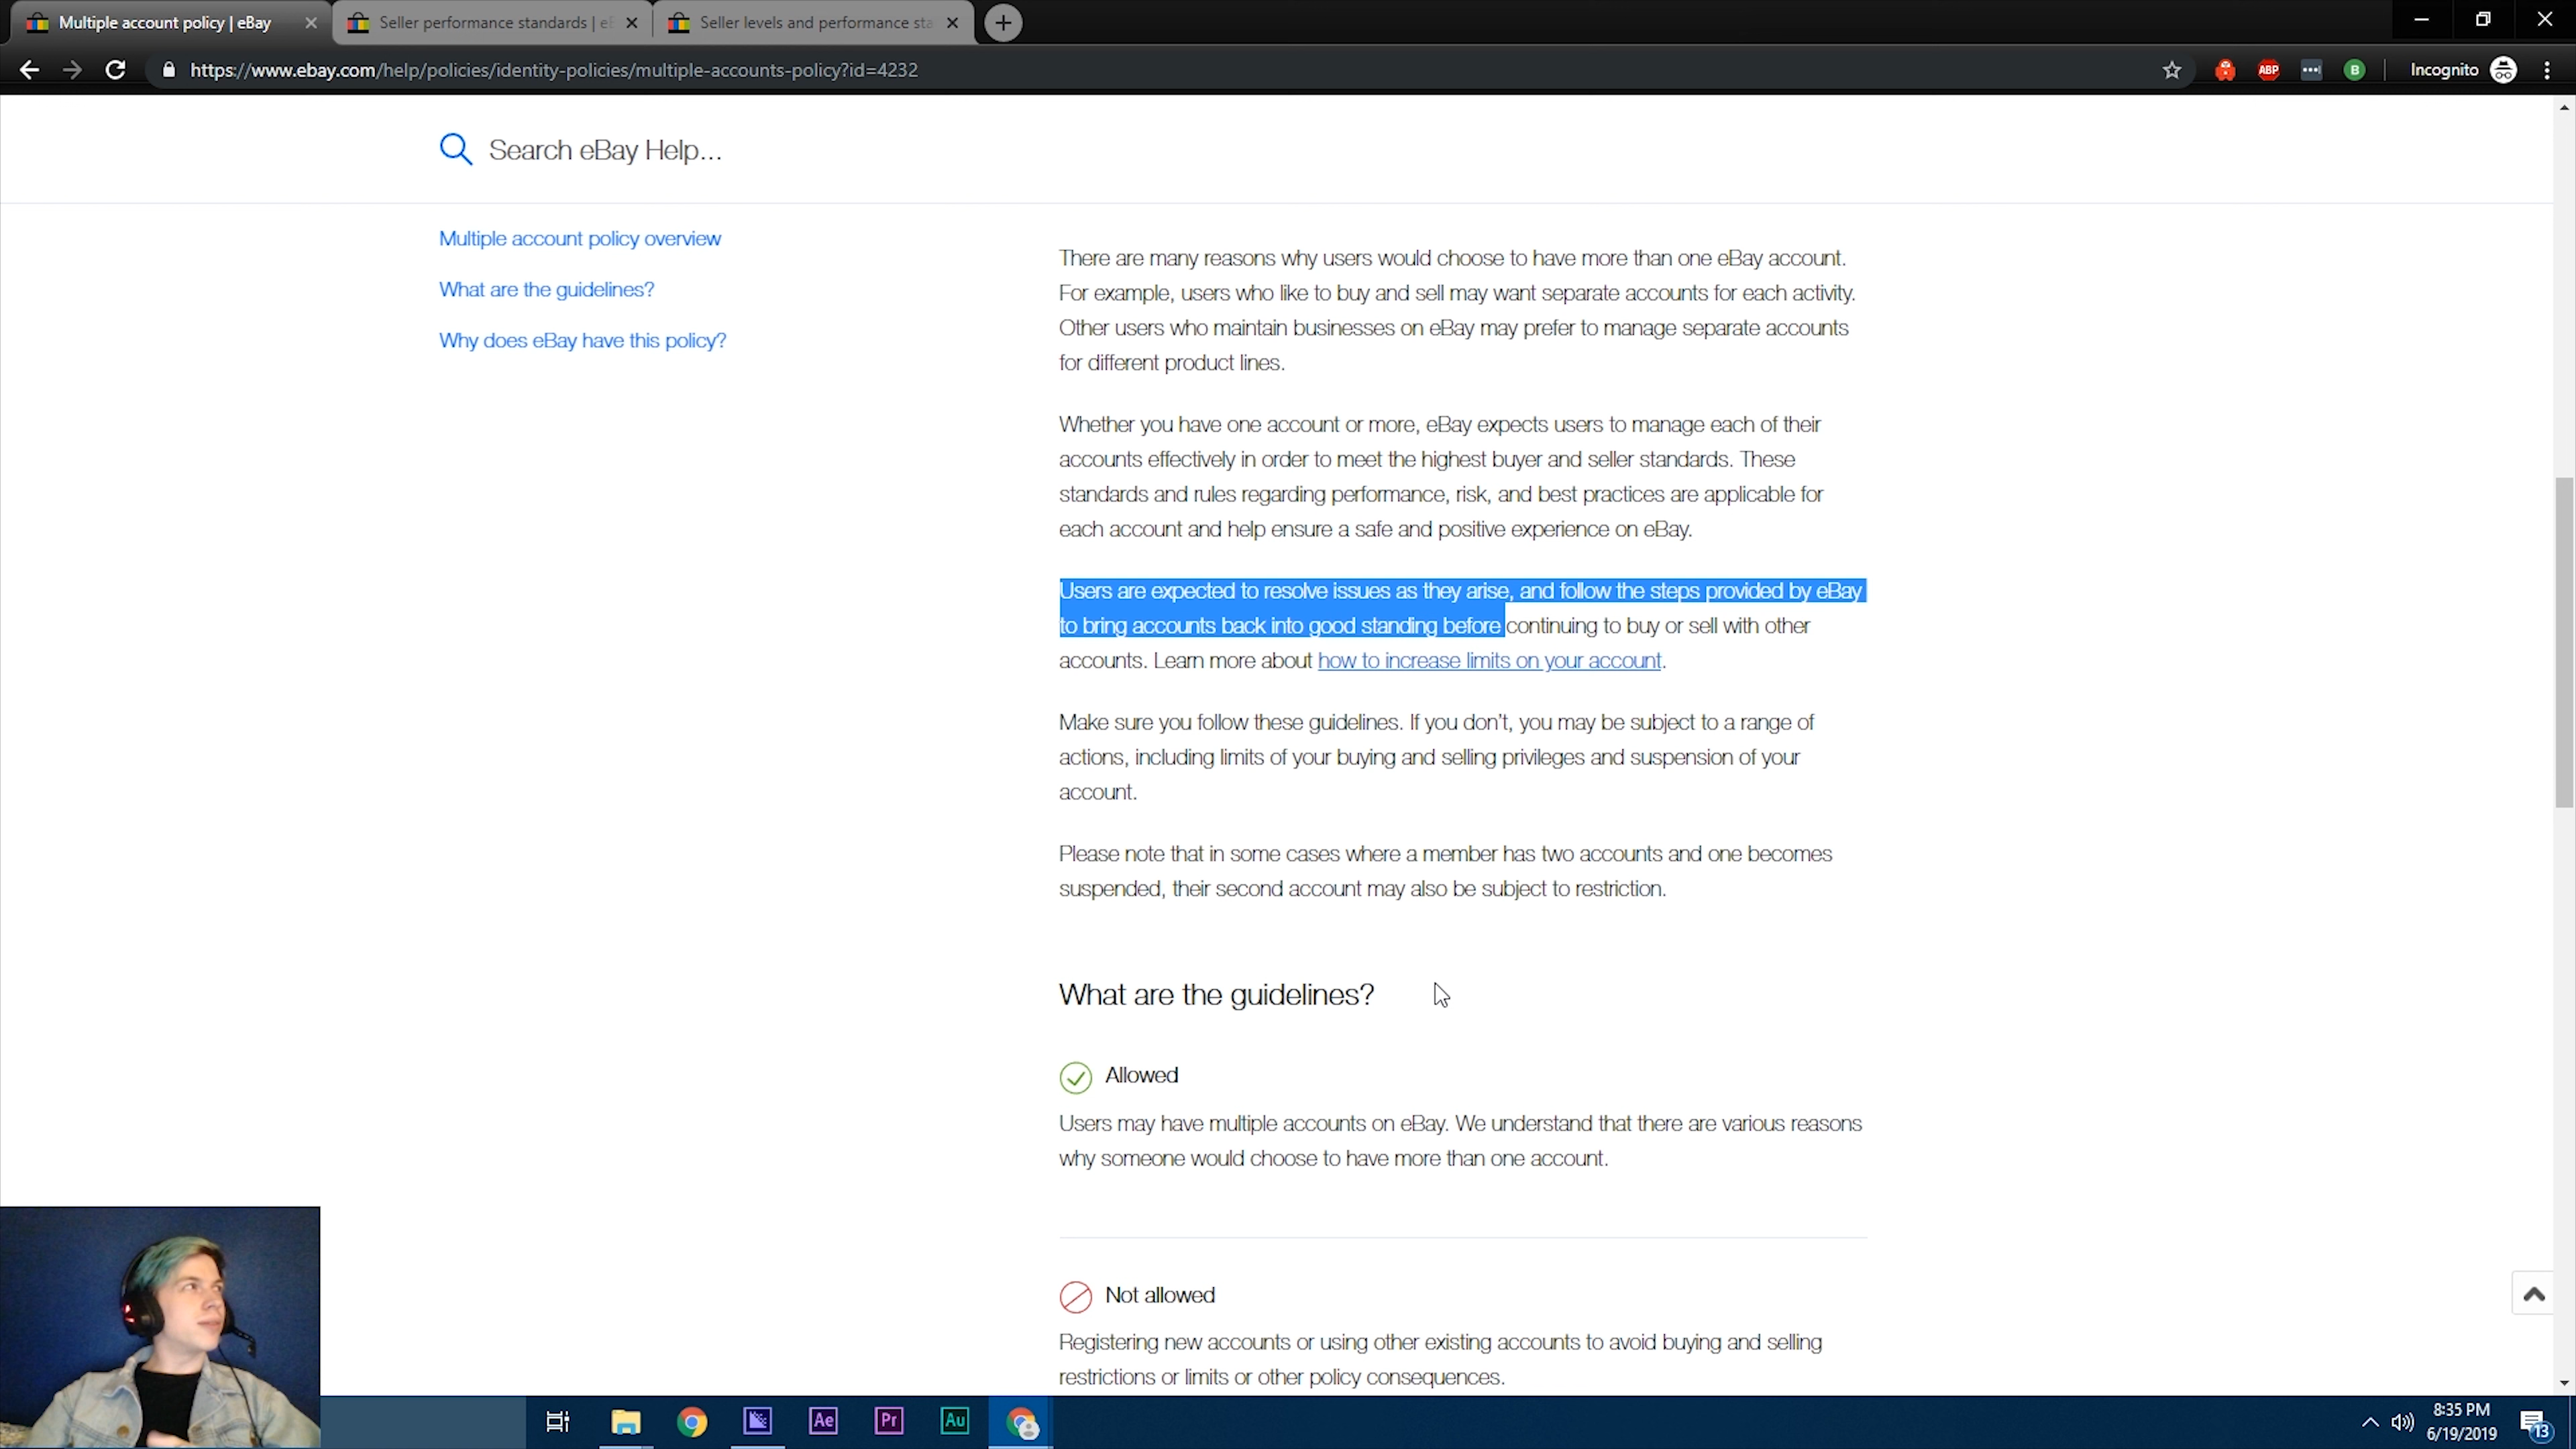 Multiple account policy | eBay
Seller performance standards | eB
Seller levels and performance sta
https://www.ebay.com/help/policies/identity-policies/multiple-accounts-policy?id=4232
ABP
B
Incognito
Search eBay Help...
Multiple account policy overview
What are the guidelines?
Why does eBay have this policy?
There are many reasons why users would choose to have more than one eBay account.
For example, users who like to buy and sell may want separate accounts for each activity.
Other users who maintain businesses on eBay may prefer to manage separate accounts
for different product lines.
Whether you have one account or more, eBay expects users to manage each of their
accounts effectively in order to meet the highest buyer and seller standards. These
standards and rules regarding performance, risk, and best practices are applicable for
each account and help ensure a safe and positive experience on eBay.
Users are expected to resolve issues as they arise, and follow the steps provided by eBay
to bring accounts back into good standing before continuing to buy or sell with other
accounts. Learn more about how to increase limits on your account.
Make sure you follow these guidelines. If you don't, you may be subject to a range of
actions, including limits of your buying and selling privileges and suspension of your
account.
Please note that in some cases where a member has two accounts and one becomes
suspended, their second account may also be subject to restriction.
What are the guidelines?
Allowed
Users may have multiple accounts on eBay. We understand that there are various reasons
why someone would choose to have more than one account.
Not allowed
Registering new accounts or using other existing accounts to avoid buying and selling
restrictions or limits or other policy consequences.
Ae
Pr
Au
8:35 PM
6/19/2019
13